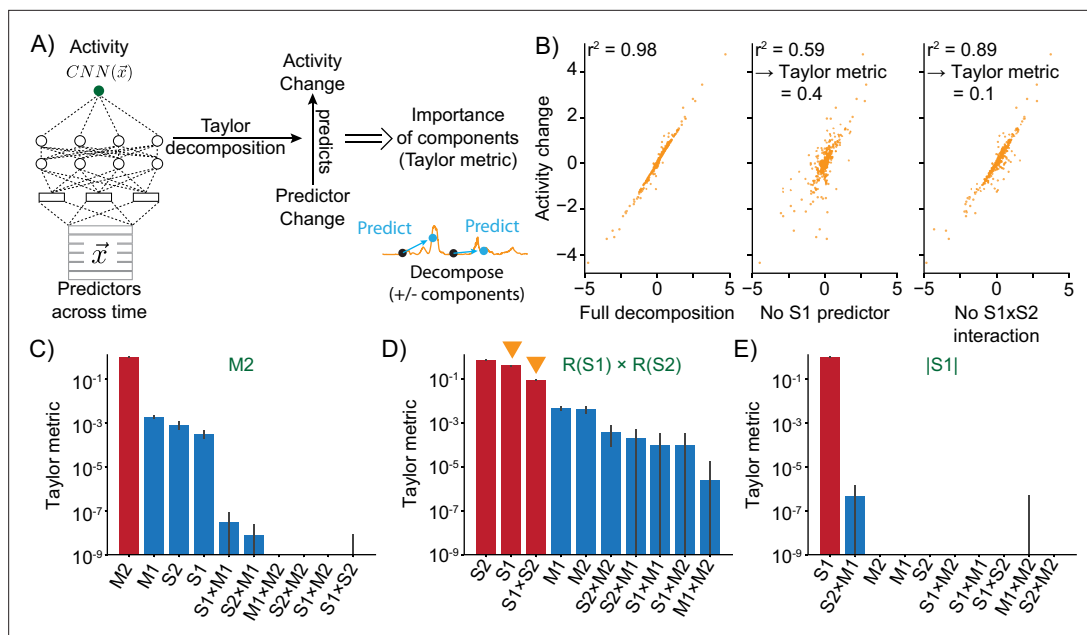 A)
Activity
CNN(x⃗)
Taylor
decomposition
Activity
Change
predicts
Predictor
Change
Importance
of components
(Taylor metric)
x⃗
Predictors
across time
Predict
Predict
Decompose
(+/- components)
B)
Activity change
4
2
0
−2
−4
r² = 0.98
−5
0
5
Full decomposition
r² = 0.59
→ Taylor metric
= 0.4
−5
0
5
No S1 predictor
r² = 0.89
→ Taylor metric
= 0.1
−5
0
5
No S1xS2
interaction
C)
M2
Taylor metric
10⁻¹
10⁻³
10⁻⁵
10⁻⁷
10⁻⁹
M2
M1
S2
S1
S1×M1
S2×M1
M1×M2
S2×M2
S1×M2
S1×S2
D)
R(S1) × R(S2)
Taylor metric
10⁻¹
10⁻³
10⁻⁵
10⁻⁷
10⁻⁹
S2
S1
S1×S2
M1
M2
S2×M2
S2×M1
S1×M1
S1×M2
M1×M2
E)
|S1|
Taylor metric
10⁻¹
10⁻³
10⁻⁵
10⁻⁷
10⁻⁹
S1
S2×M1
M2
M1
S2
S1×M2
S1×M1
S1×S2
M1×M2
S2×M2